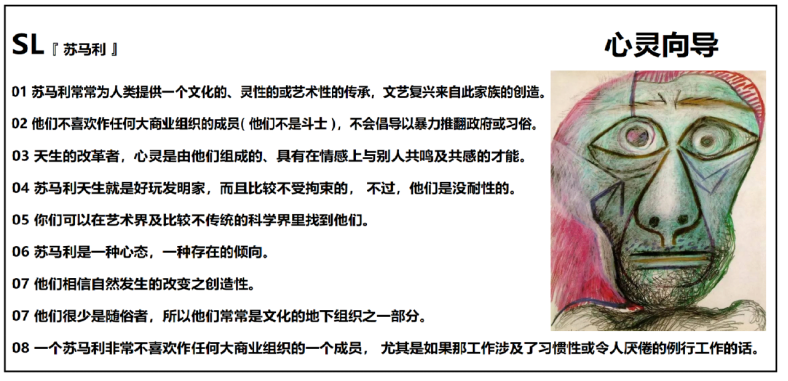 SL『 苏马利 』
心灵向导
01 苏马利常常为人类提供一个文化的、灵性的或艺术性的传承，文艺复兴来自此家族的创造。
02 他们不喜欢作任何大商业组织的成员( 他们不是斗士 )，不会倡导以暴力推翻政府或习俗。
03 天生的改革者，心灵是由他们组成的、具有在情感上与别人共鸣及共感的才能。
04 苏马利天生就是好玩发明家，而且比较不受拘束的， 不过，他们是没耐性的。
05 你们可以在艺术界及比较不传统的科学界里找到他们。
06 苏马利是一种心态，一种存在的倾向。
07 他们相信自然发生的改变之创造性。
07 他们很少是随俗者，所以他们常常是文化的地下组织之一部分。
08 一个苏马利非常不喜欢作任何大商业组织的一个成员， 尤其是如果那工作涉及了习惯性或令人厌倦的例行工作的话。